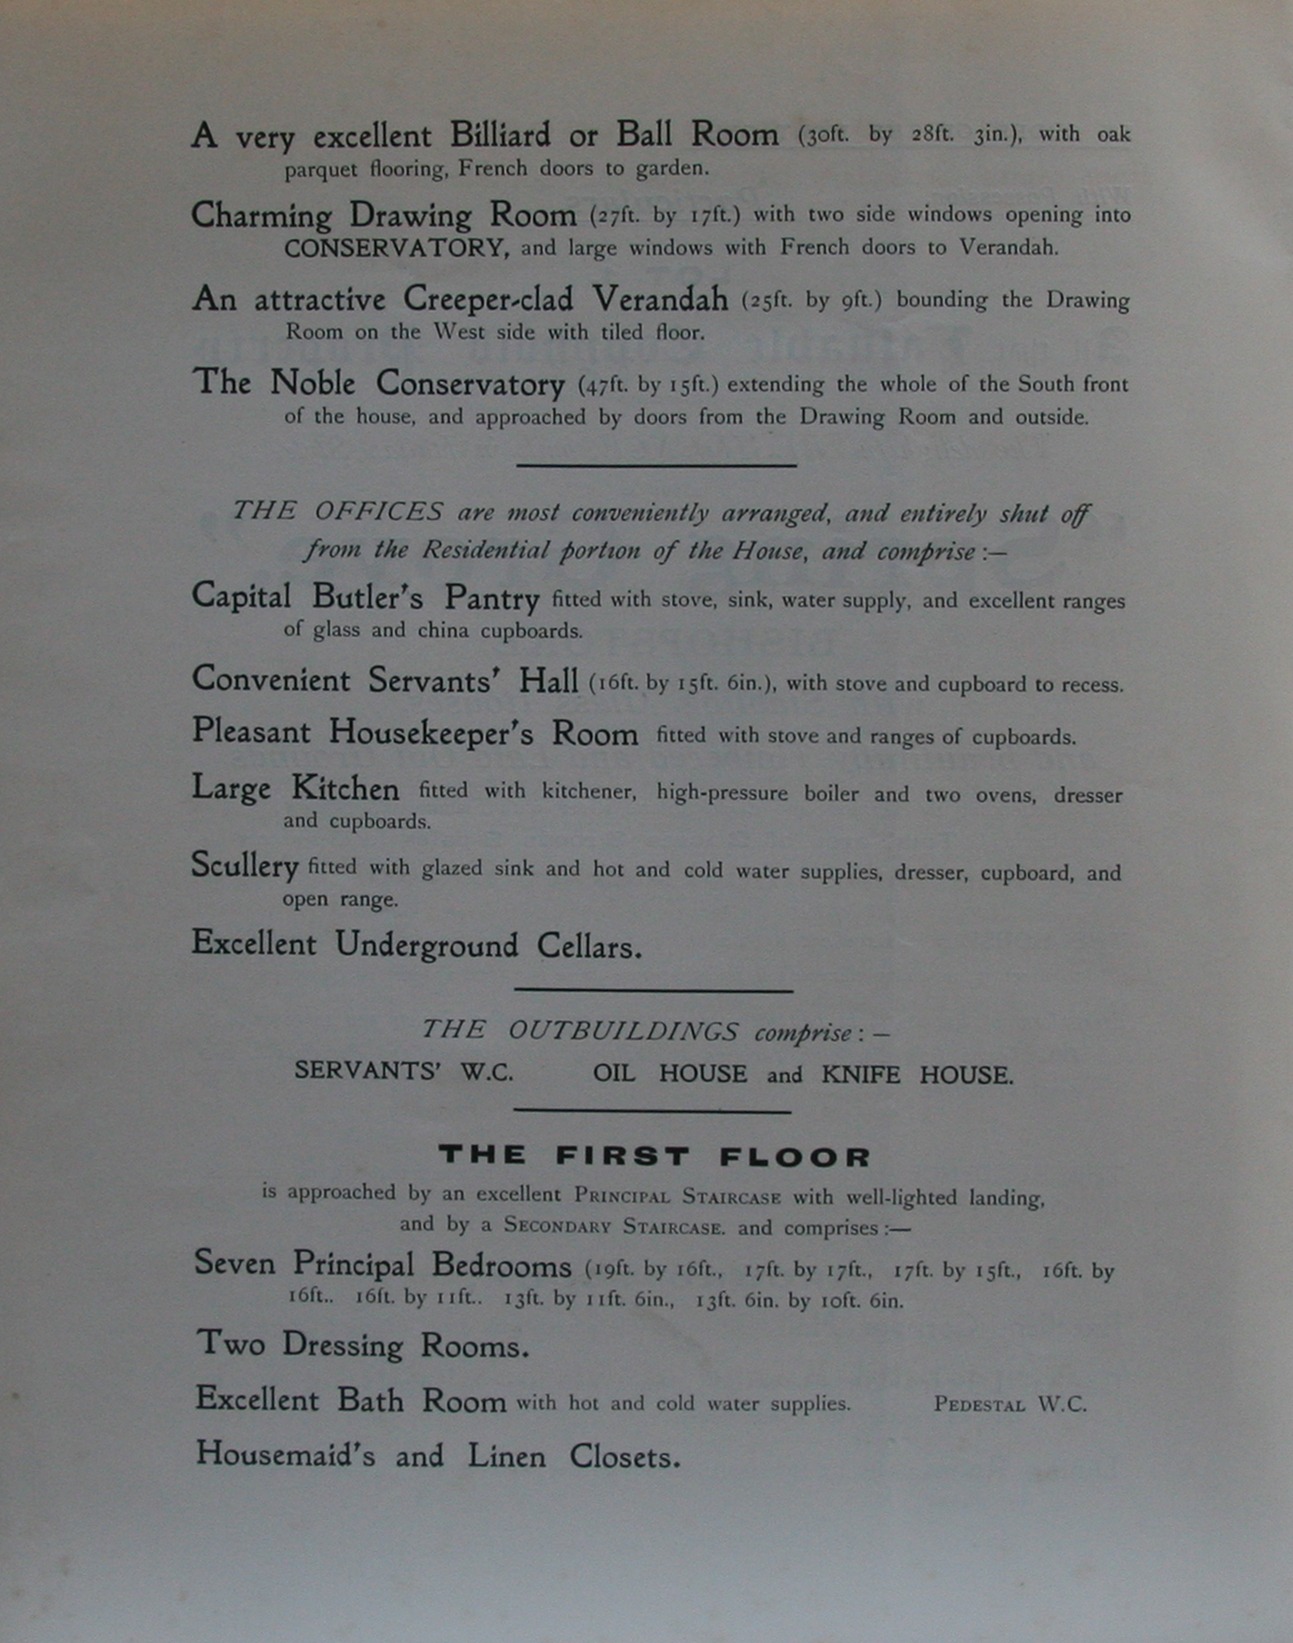 A very excellent Billiard or Ball Room (30ft. by 28ft. 3in.), with oak
parquet flooring, French doors to garden.
Charming Drawing Room (27ft. by 17ft.) with two side windows opening into
CONSERVATORY, and large windows with French doors to Verandah.
An attractive Creeper-clad Verandah (25ft. by 9ft.) bounding the Drawing
Room on the West side with tiled floor.
The Noble Conservatory (47ft. by 15ft.) extending the whole of the South front
of the house, and approached by doors from the Drawing Room and outside.
THE OFFICES are most conveniently arranged, and entirely shut off
from the Residential portion of the House, and comprise :—
Capital Butler's Pantry fitted with stove, sink, water supply, and excellent ranges
of glass and china cupboards.
Convenient Servants' Hall (16ft. by 15ft. 6in.), with stove and cupboard to recess.
Pleasant Housekeeper's Room fitted with stove and ranges of cupboards.
Large Kitchen fitted with kitchener, high-pressure boiler and two ovens, dresser
and cupboards.
Scullery fitted with glazed sink and hot and cold water supplies, dresser, cupboard, and
open range.
Excellent Underground Cellars.
THE OUTBUILDINGS comprise : —
SERVANTS' W.C. OIL HOUSE and KNIFE HOUSE.
THE FIRST FLOOR
is approached by an excellent PRINCIPAL STAIRCASE with well-lighted landing,
and by a SECONDARY STAIRCASE. and comprises :—
Seven Principal Bedrooms (19ft. by 16ft., 17ft. by 17ft., 17ft. by 15ft., 16ft. by
16ft.. 16ft. by 11ft.. 13ft. by 11ft. 6in., 13ft. 6in. by 10ft. 6in.
Two Dressing Rooms.
Excellent Bath Room with hot and cold water supplies. PEDESTAL W.C.
Housemaid's and Linen Closets.